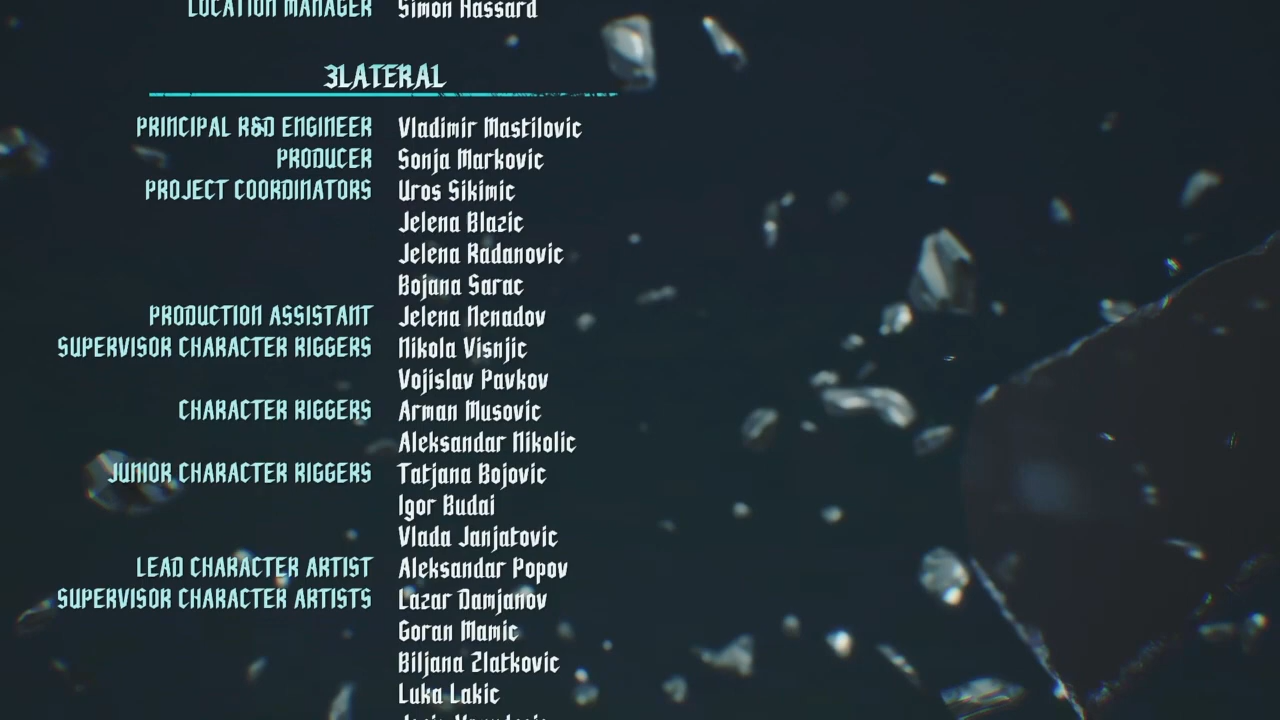 LOCATION MANAGER Simon Hassard
3LATERAL
PRINCIPAL R&D ENGINEER Vladimir Mastilovic
PRODUCER Sonja Markovic
PROJECT COORDINATORS Uros Sikimic
Jelena Blazic
Jelena Radanovic
Bojana Sarac
PRODUCTION ASSISTANT Jelena Nenadov
SUPERVISOR CHARACTER RIGGERS Nikola Visnjic
Vojislav Pavkov
CHARACTER RIGGERS Arman Musovic
Aleksandar Nikolic
JUNIOR CHARACTER RIGGERS Tatjana Bojovic
Igor Budai
Vlada Janjatovic
LEAD CHARACTER ARTIST Aleksandar Popov
SUPERVISOR CHARACTER ARTISTS Lazar Damjanov
Goran Mamic
Biljana Zlatkovic
Luka Lakic